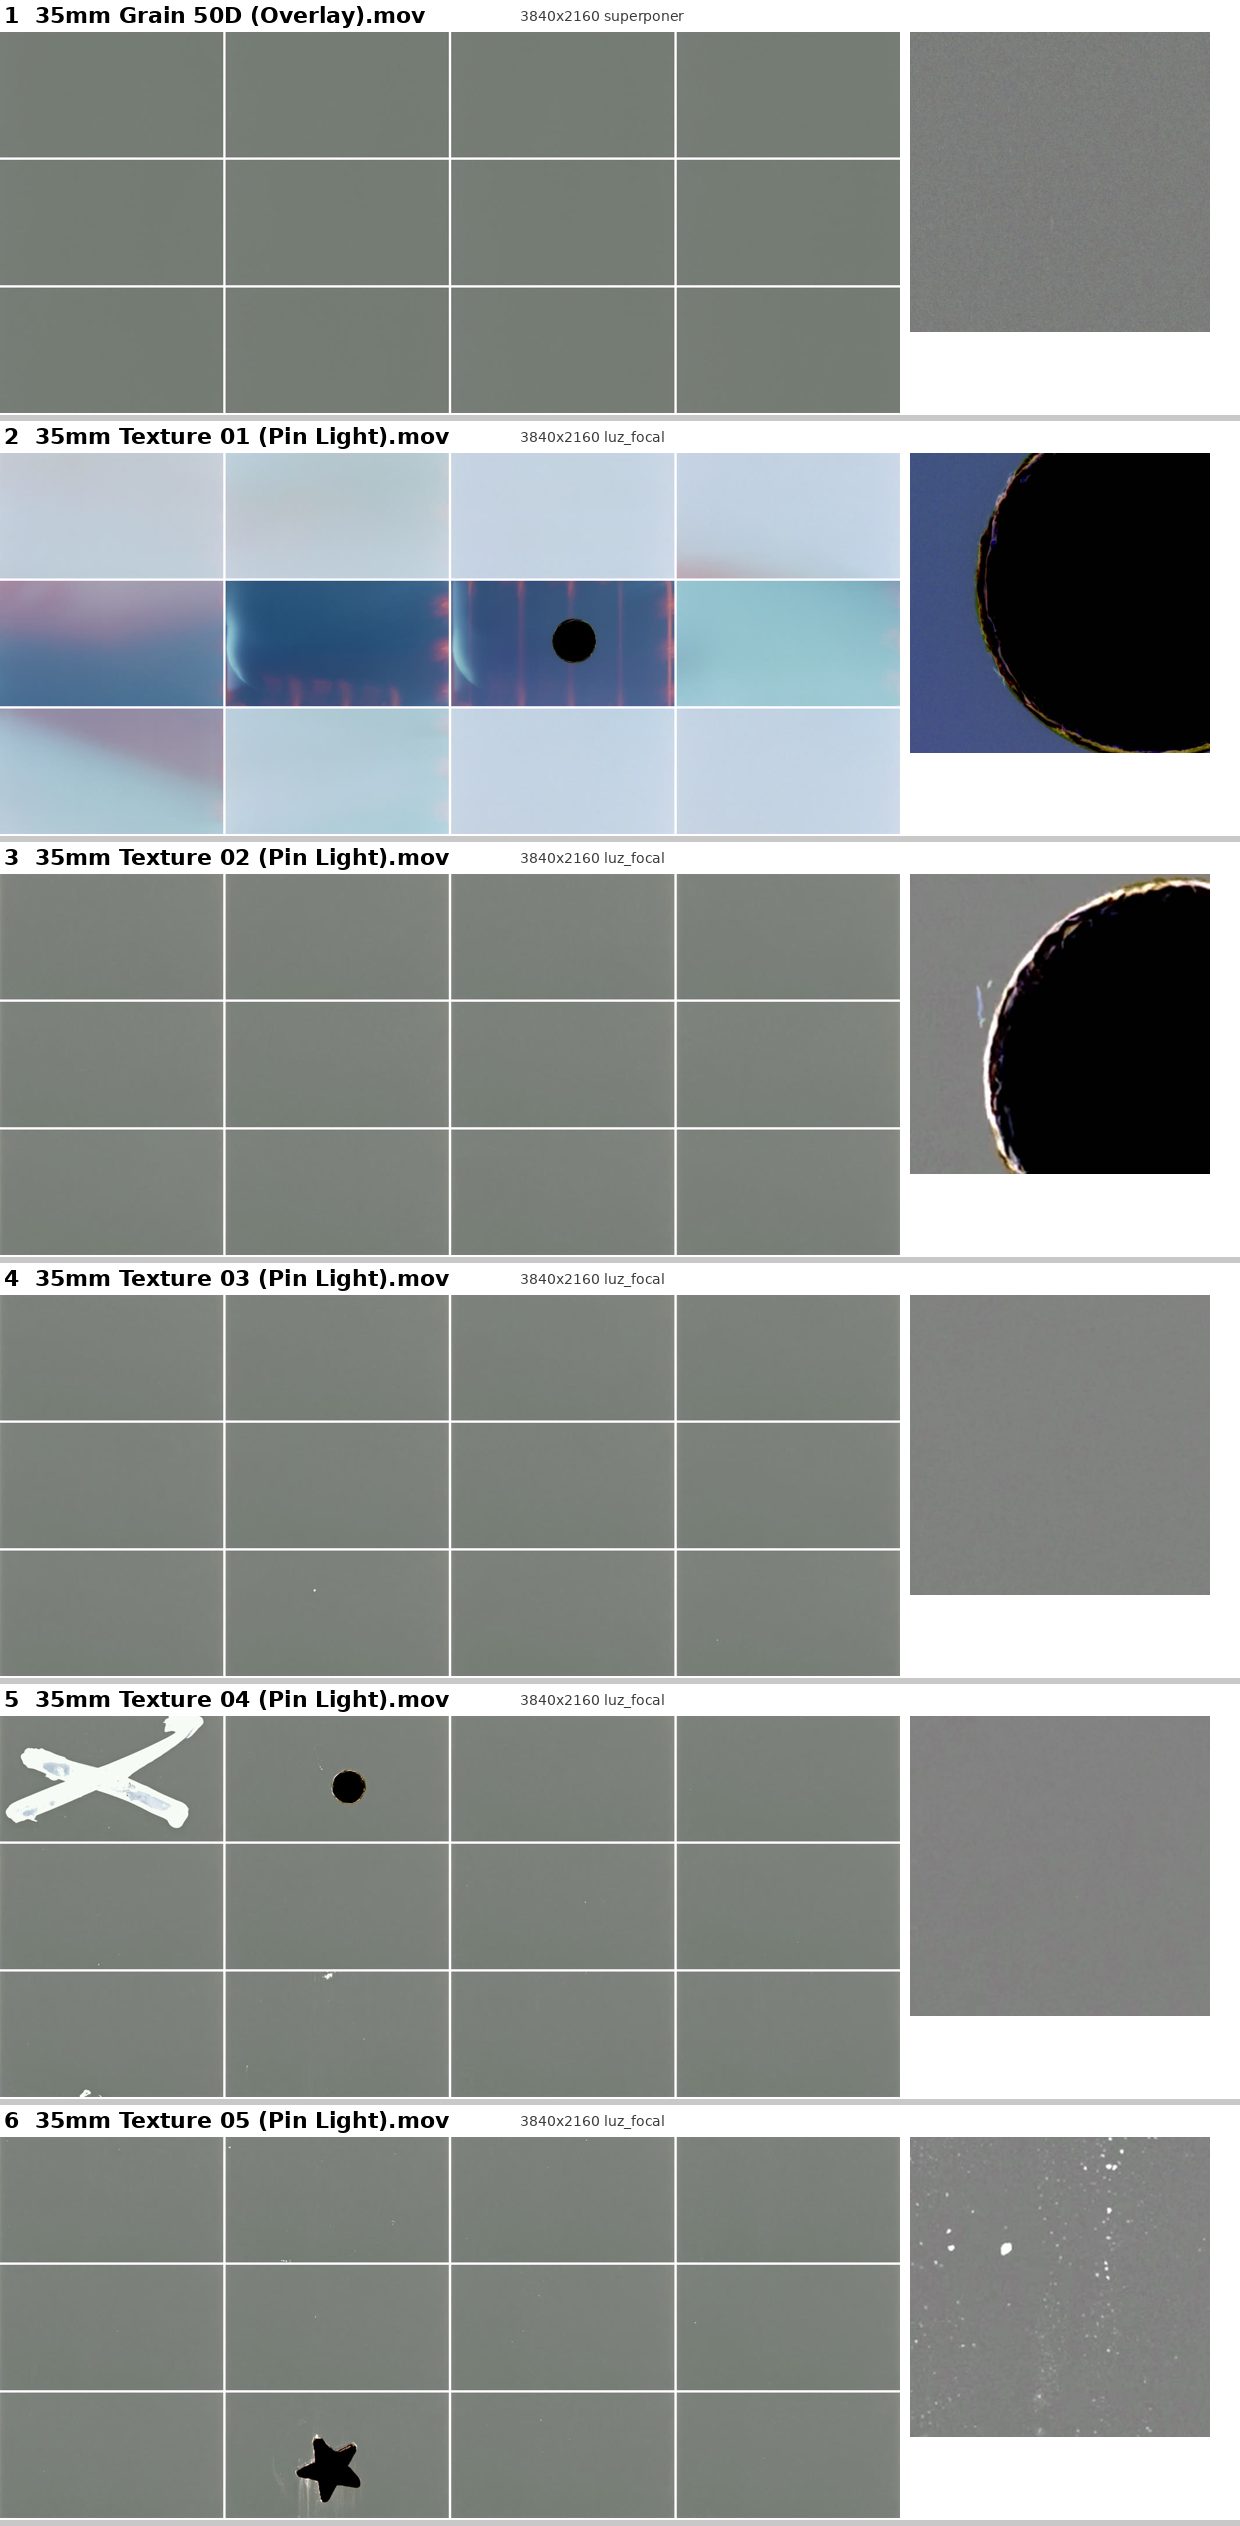 1 35mm Grain 50D (Overlay).mov 3840x2160 superponer
2 35mm Texture 01 (Pin Light).mov 3840x2160 luz_focal
3 35mm Texture 02 (Pin Light).mov 3840x2160 luz_focal
4 35mm Texture 03 (Pin Light).mov 3840x2160 luz_focal
5 35mm Texture 04 (Pin Light).mov 3840x2160 luz_focal
6 35mm Texture 05 (Pin Light).mov 3840x2160 luz_focal